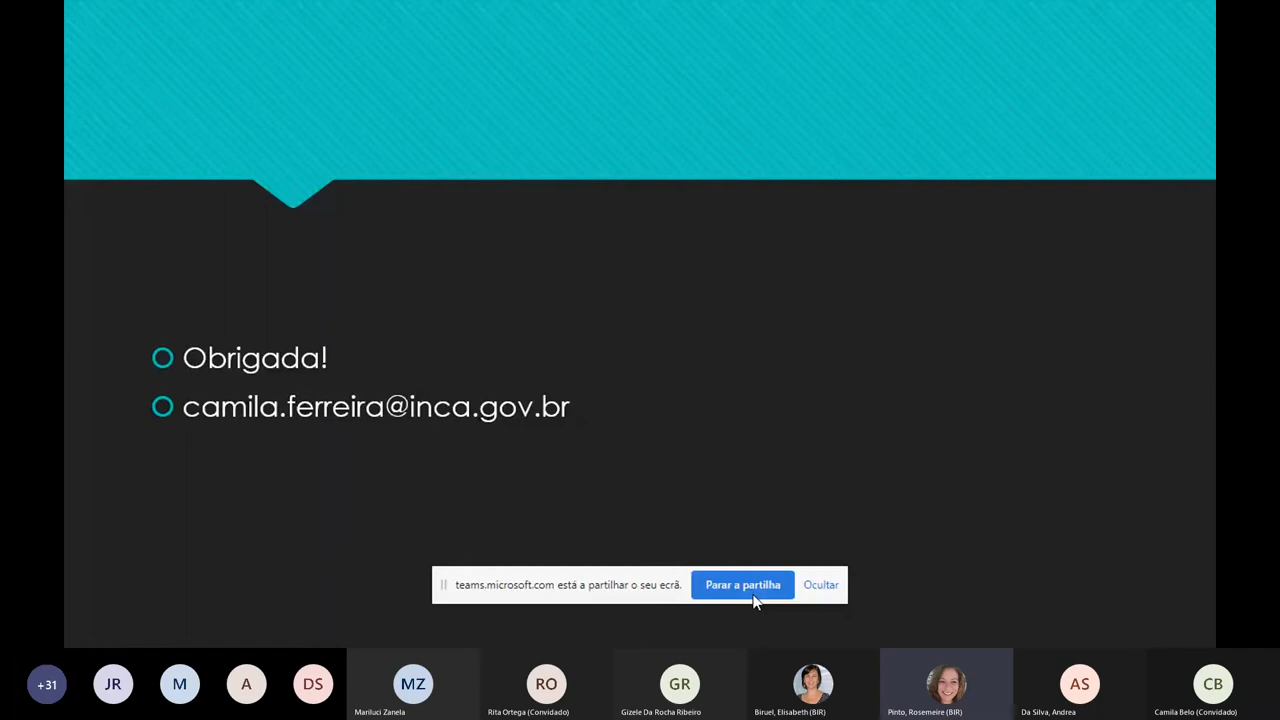 Obrigada!
camila.ferreira@inca.gov.br
teams.microsoft.com está a partilhar o seu ecrã.
Parar a partilha
Ocultar
+31
JR
M
A
DS
MZ
RO
GR
AS
CB
Mariluci Zanela
Rita Ortega (Convidado)
Gizele Da Rocha Ribeiro
Biruel, Elisabeth (BIR)
Pinto, Rosemeire (BIR)
Da Silva, Andrea
Camila Belo (Convidado)